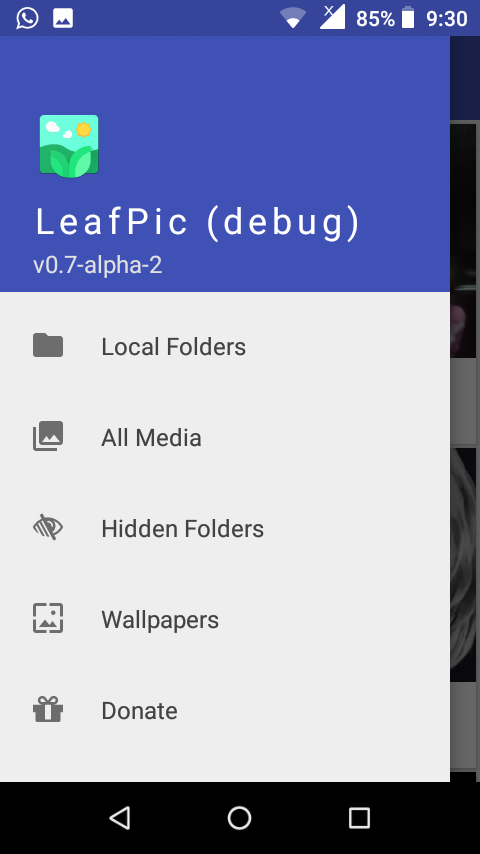 X 85% 9:30
LeafPic (debug)
v0.7-alpha-2
Local Folders
All Media
Hidden Folders
Wallpapers
Donate